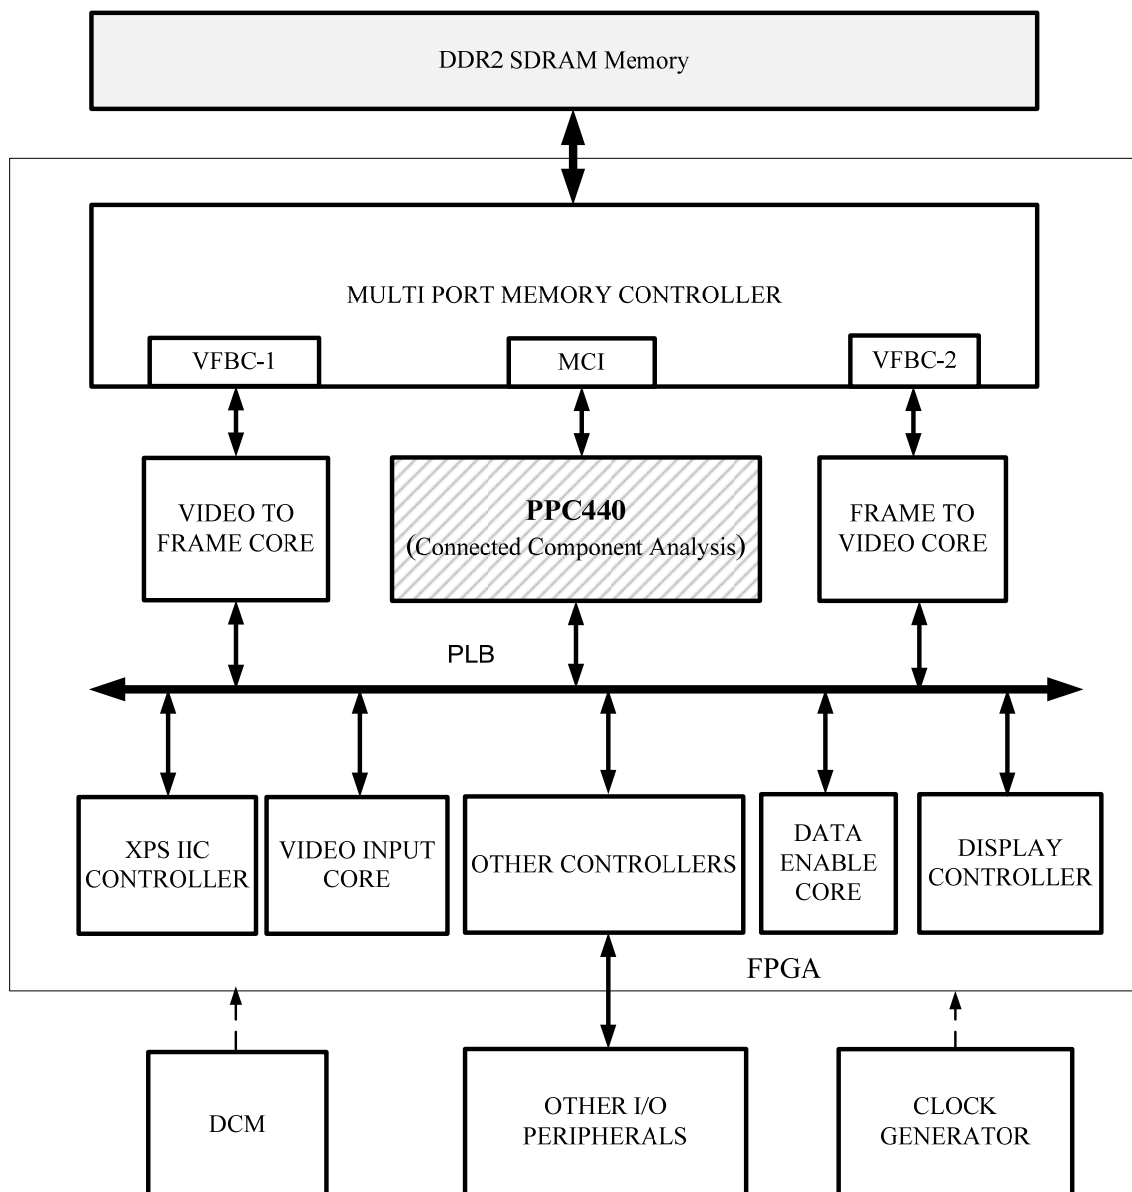 DDR2 SDRAM Memory
MULTI PORT MEMORY CONTROLLER
VFBC-1
MCI
VFBC-2
VIDEO TO
FRAME CORE
PPC440
(Connected Component Analysis)
FRAME TO
VIDEO CORE
PLB
XPS IIC
CONTROLLER
VIDEO INPUT
CORE
OTHER CONTROLLERS
DATA
ENABLE
CORE
DISPLAY
CONTROLLER
FPGA
DCM
OTHER I/O
PERIPHERALS
CLOCK
GENERATOR